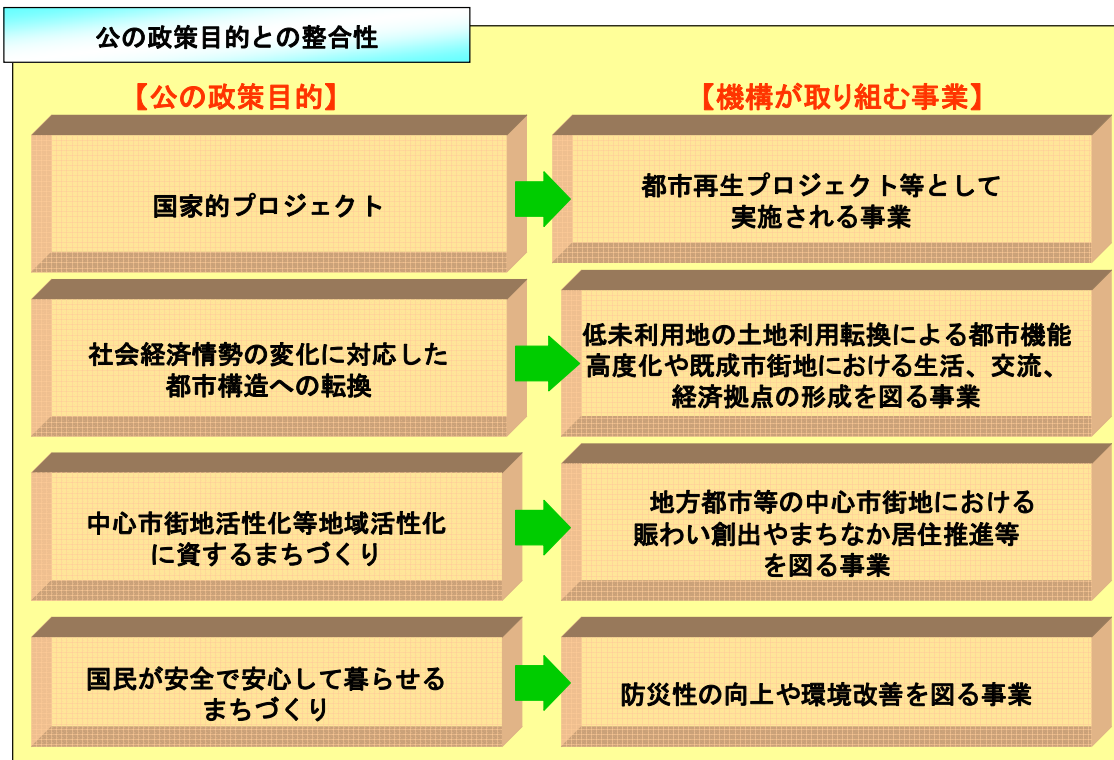 公の政策目的との整合性
【公の政策目的】
【機構が取り組む事業】
国家的プロジェクト
都市再生プロジェクト等として
実施される事業
社会経済情勢の変化に対応した
都市構造への転換
低未利用地の土地利用転換による都市機能
高度化や既成市街地における生活、交流、
経済拠点の形成を図る事業
中心市街地活性化等地域活性化
に資するまちづくり
地方都市等の中心市街地における
賑わい創出やまちなか居住推進等
を図る事業
国民が安全で安心して暮らせる
まちづくり
防災性の向上や環境改善を図る事業